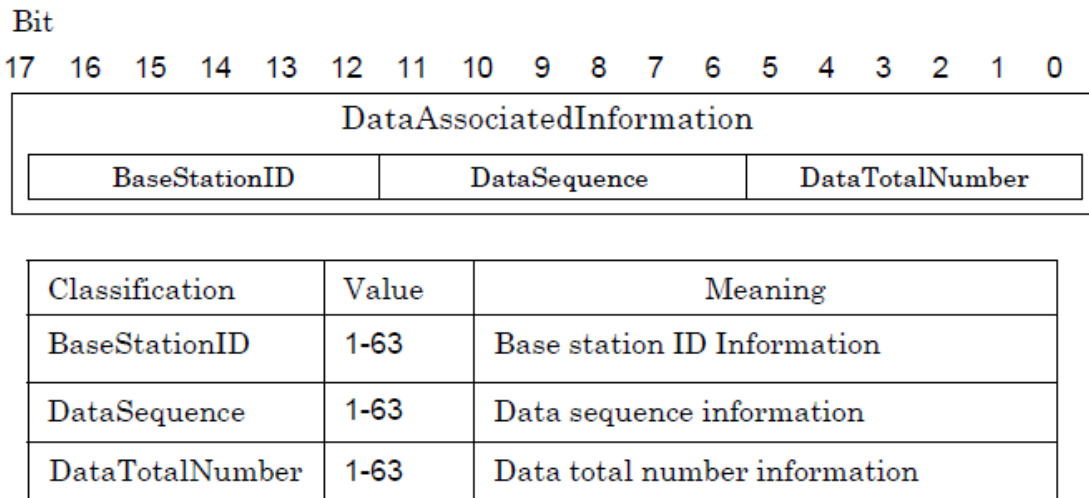 Bit
17 16 15 14 13 12 11 10 9 8 7 6 5 4 3 2 1 0
DataAssociatedInformation
BaseStationID DataSequence DataTotalNumber
Classification Value Meaning
BaseStationID 1-63 Base station ID Information
DataSequence 1-63 Data sequence information
DataTotalNumber 1-63 Data total number information